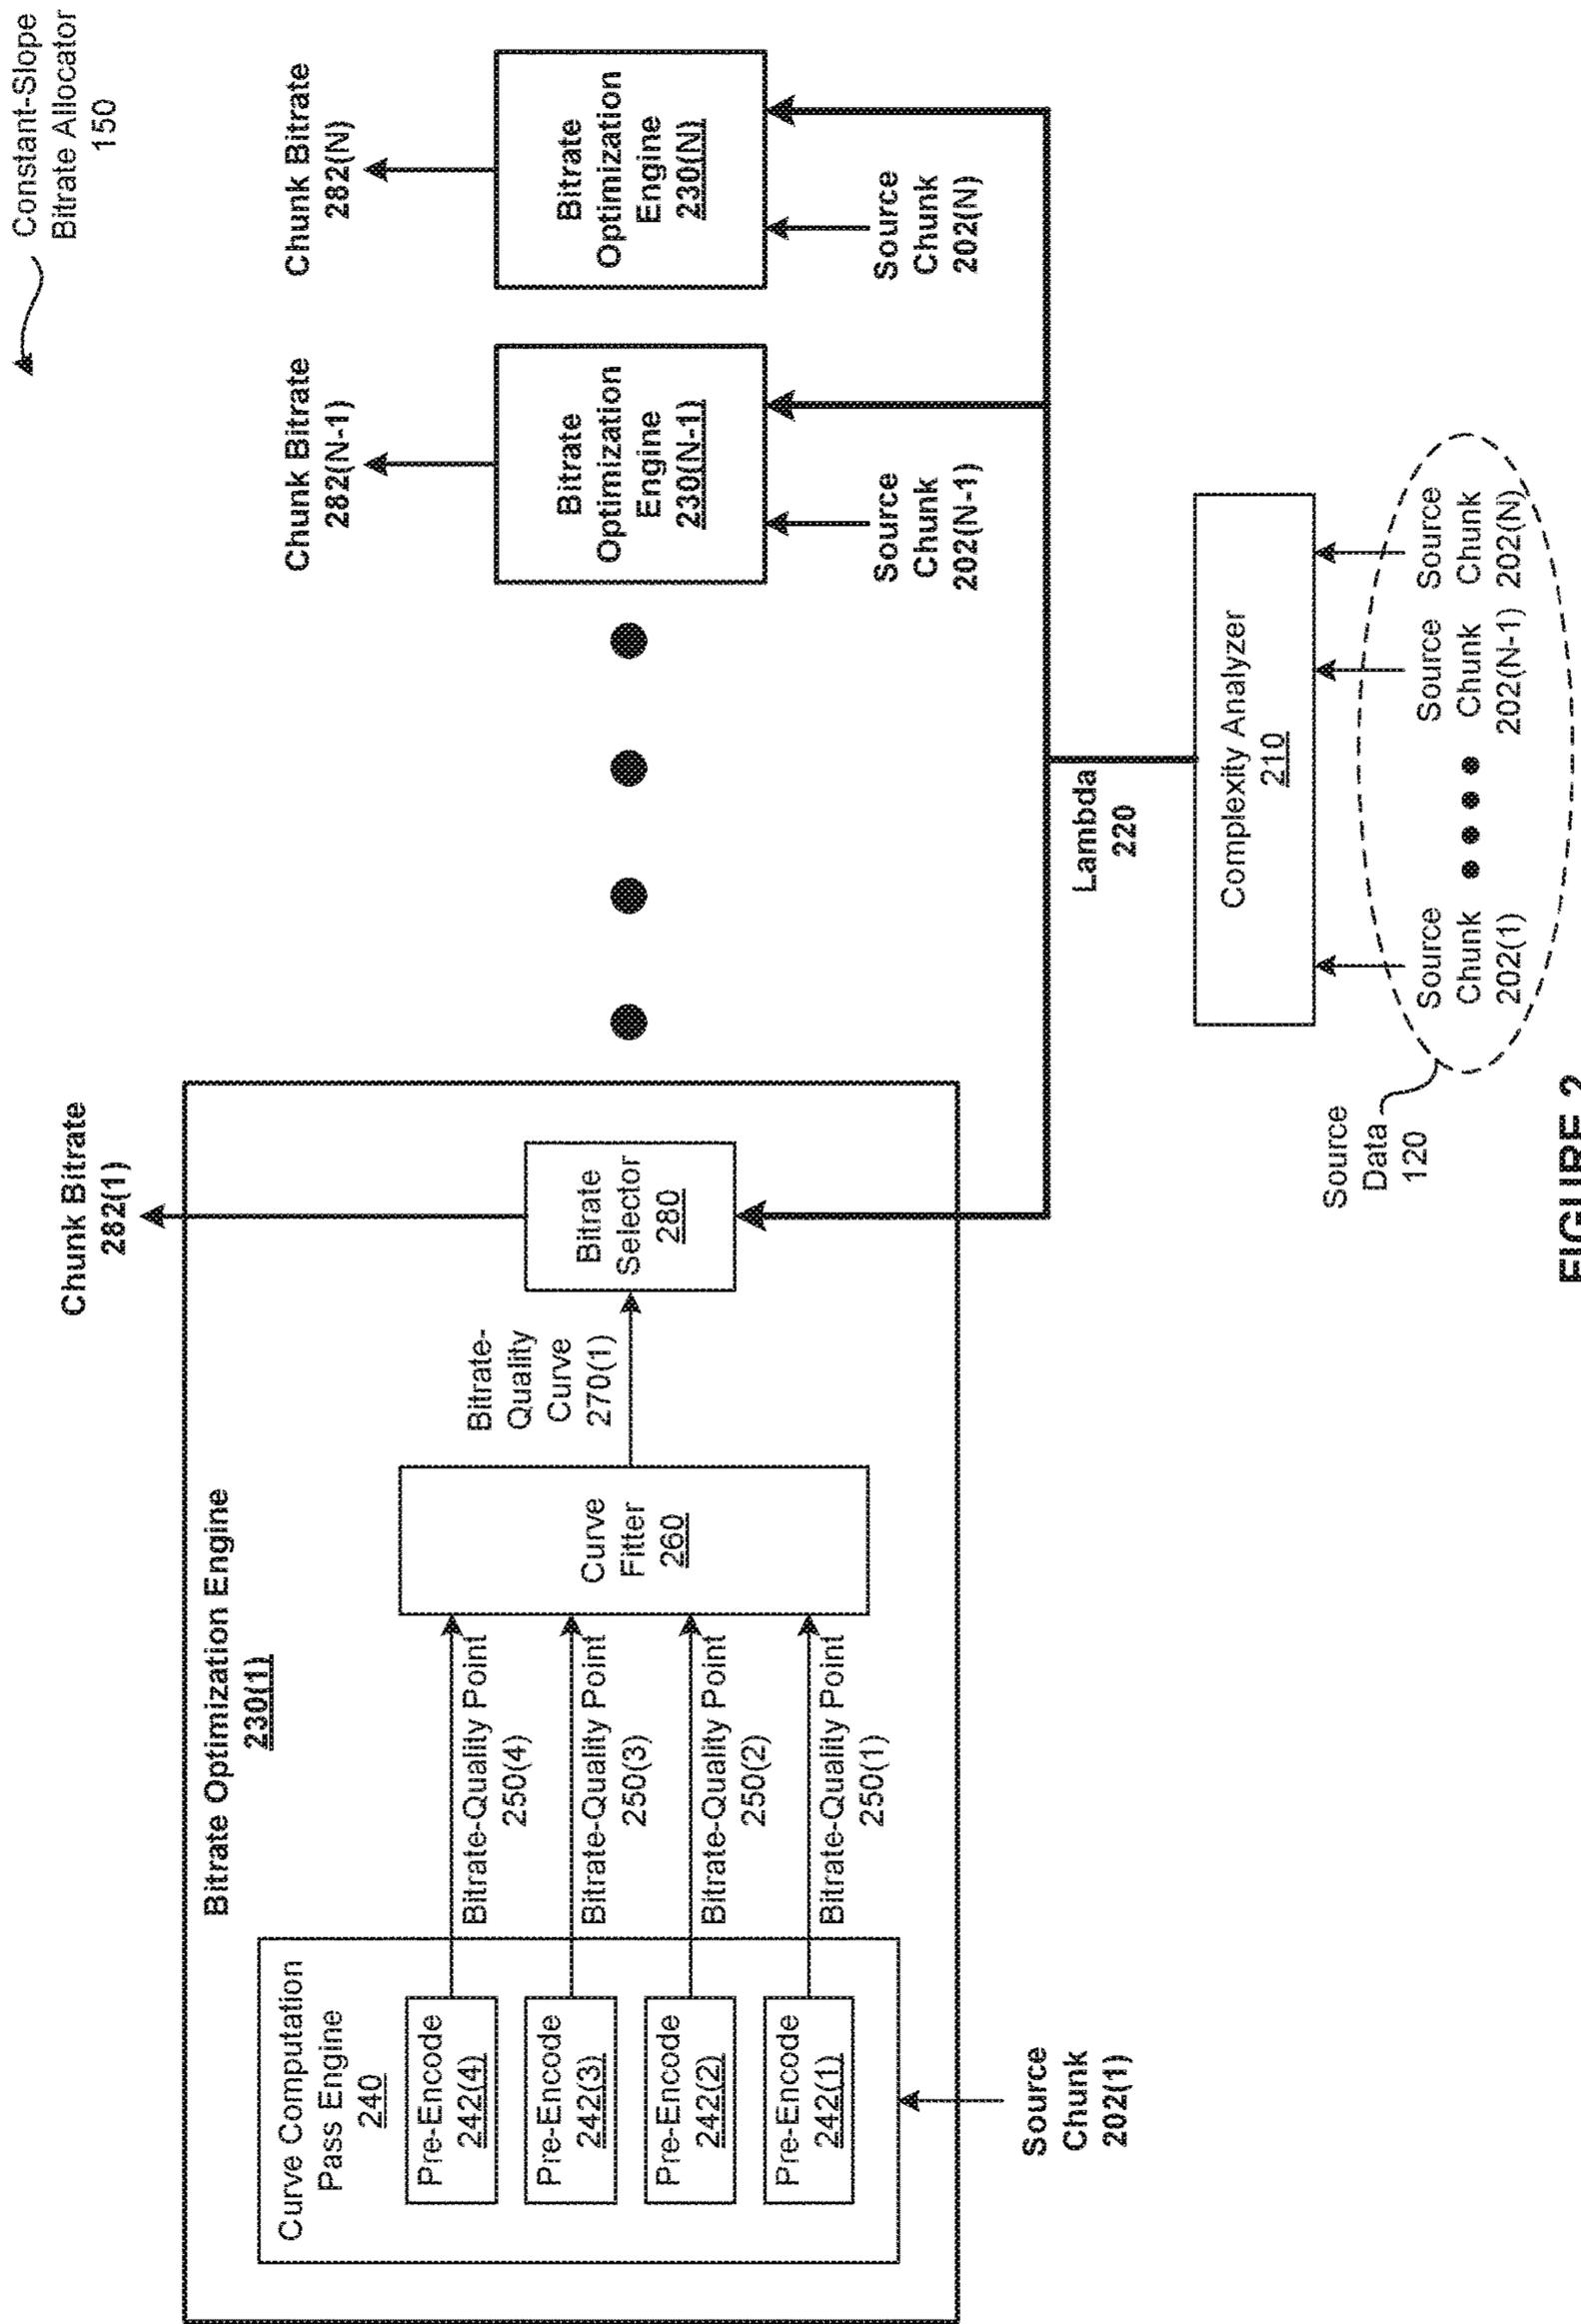 Constant-Slope
Bitrate Allocator
150
Chunk Bitrate
282(1)
Chunk Bitrate
282(N-1)
Chunk Bitrate
282(N)
Bitrate Optimization Engine
230(1)
Curve Computation
Pass Engine
240
Pre-Encode
242(4)
Pre-Encode
242(3)
Pre-Encode
242(2)
Pre-Encode
242(1)
Bitrate-Quality Point
250(4)
Bitrate-Quality Point
250(3)
Bitrate-Quality Point
250(2)
Bitrate-Quality Point
250(1)
Curve
Fitter
260
Bitrate-
Quality
Curve
270(1)
Bitrate
Selector
280
Bitrate
Optimization
Engine
230(N-1)
Bitrate
Optimization
Engine
230(N)
Source
Chunk
202(1)
Source
Chunk
202(N-1)
Source
Chunk
202(N)
Lambda
220
Complexity Analyzer
210
Source
Data
120
Source
Chunk
202(1)
Source
Chunk
202(N-1)
Source
Chunk
202(N)
FIGURE 2